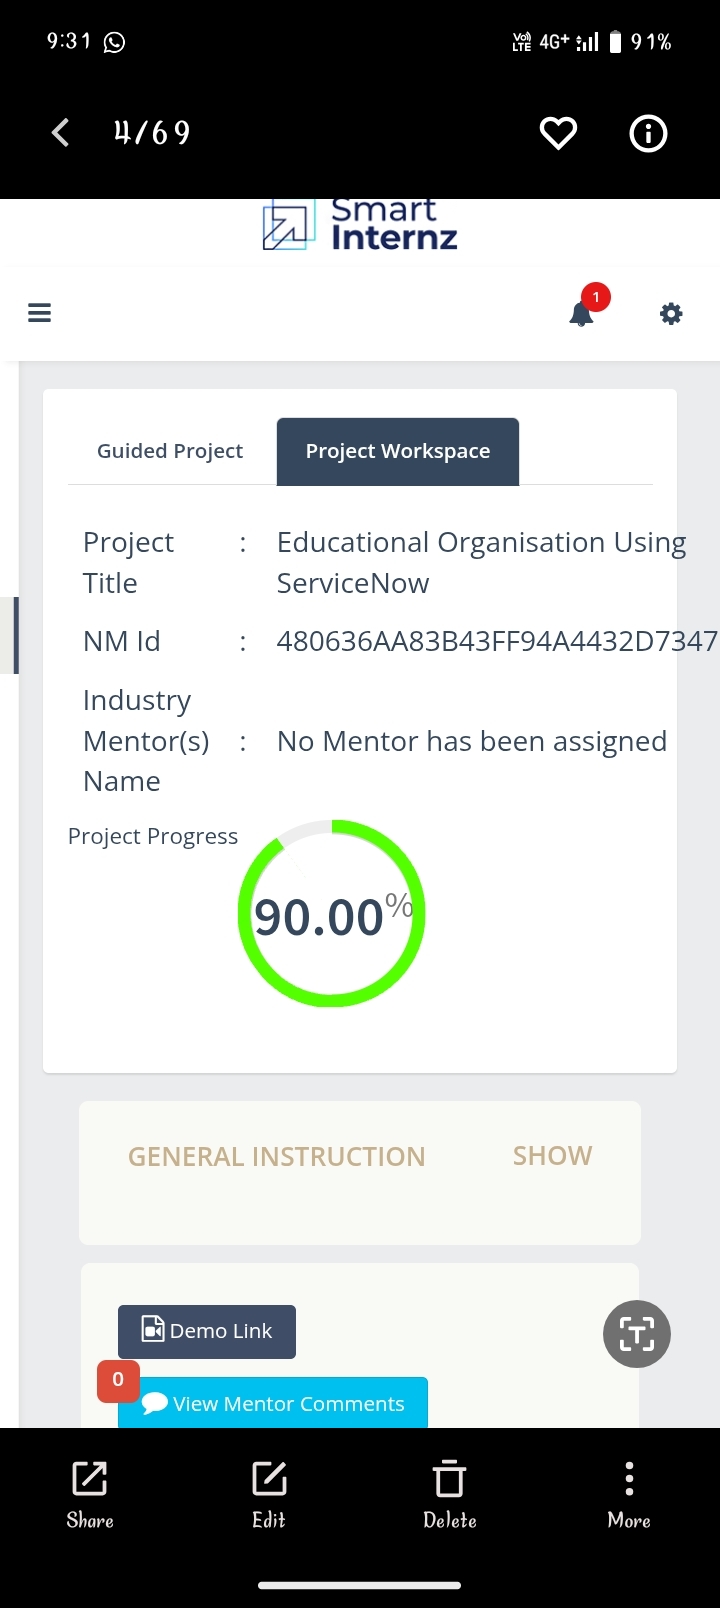 9:31 Vo) LTE 4G+ 91%
4/69
Smart
Internz
1
Guided Project Project Workspace
Project Title : Educational Organisation Using ServiceNow
NM Id : 480636AA83B43FF94A4432D7347
Industry Mentor(s) Name : No Mentor has been assigned
Project Progress
90.00%
GENERAL INSTRUCTION SHOW
Demo Link
0
View Mentor Comments
T
Share Edit Delete More